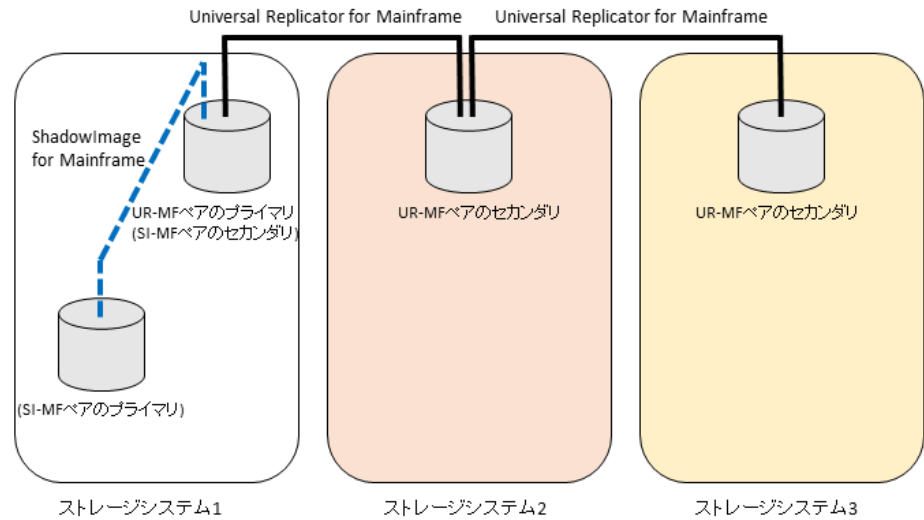 Universal Replicator for Mainframe
Universal Replicator for Mainframe
ShadowImage
for Mainframe
UR-MFペアのプライマリ
(SI-MFペアのセカンダリ)
UR-MFペアのセカンダリ
UR-MFペアのセカンダリ
(SI-MFペアのプライマリ)
ストレージシステム1
ストレージシステム2
ストレージシステム3